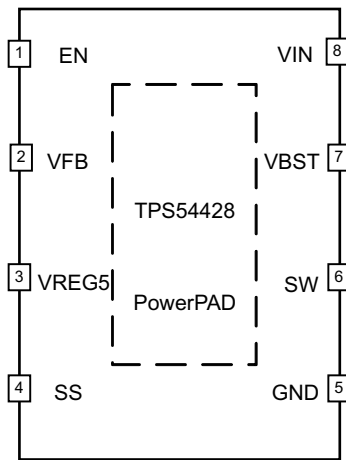 1 EN VIN 8
2 VFB VBST 7
TPS54428
3 VREG5 SW 6
PowerPAD
4 SS GND 5